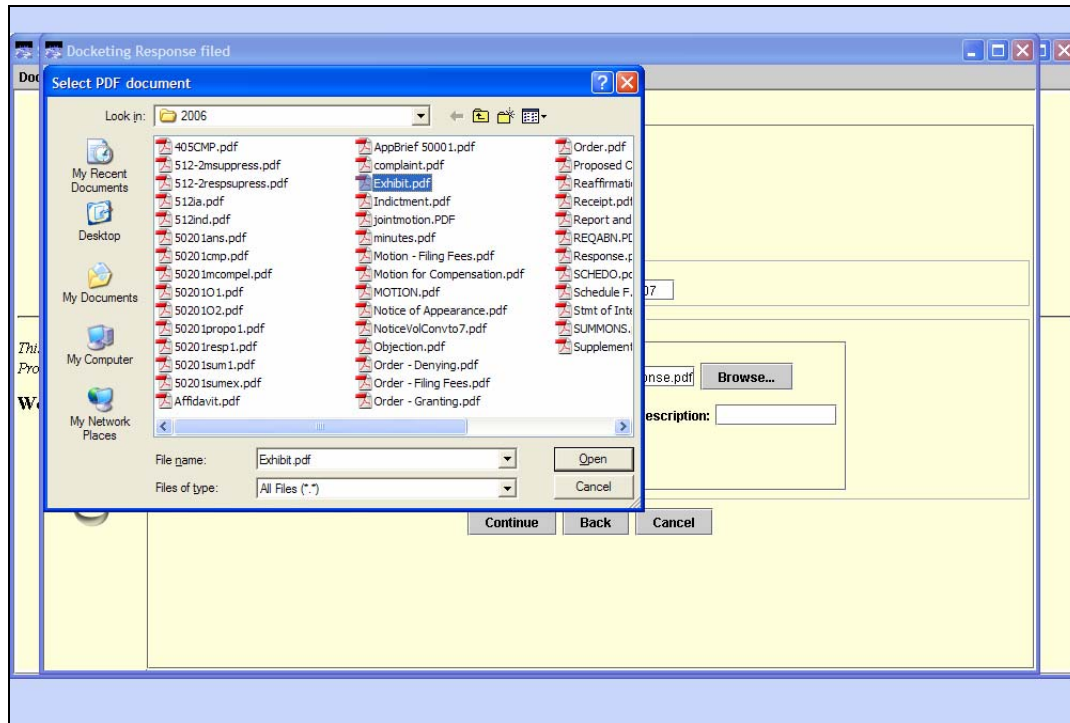 Docketing Response filed
Doc
Select PDF document
Look in:
2006
My Recent Documents
Desktop
My Documents
My Computer
My Network Places
405CMP.pdf
512-2msuppress.pdf
512-2respsupress.pdf
512ia.pdf
512ind.pdf
50201ans.pdf
50201cmp.pdf
50201mcompel.pdf
50201O1.pdf
50201O2.pdf
50201propo1.pdf
50201resp1.pdf
50201sum1.pdf
50201sumex.pdf
Affidavit.pdf
AppBrief 50001.pdf
complaint.pdf
Exhibit.pdf
Indictment.pdf
jointmotion.PDF
minutes.pdf
Motion - Filing Fees.pdf
Motion for Compensation.pdf
MOTION.pdf
Notice of Appearance.pdf
NoticeVolConvto7.pdf
Objection.pdf
Order - Denying.pdf
Order - Filing Fees.pdf
Order - Granting.pdf
Order.pdf
Proposed O
Reaffirmati
Receipt.pdf
Report and
REQABN.PD
Response.p
SCHEDO.pd
Schedule F.
Stmt of Inte
SUMMONS.
Supplement
File name:
Exhibit.pdf
Open
Files of type:
All Files (*.*)
Cancel
07
Thi.
Pro
We
onse.pdf
Browse...
escription:
Continue
Back
Cancel